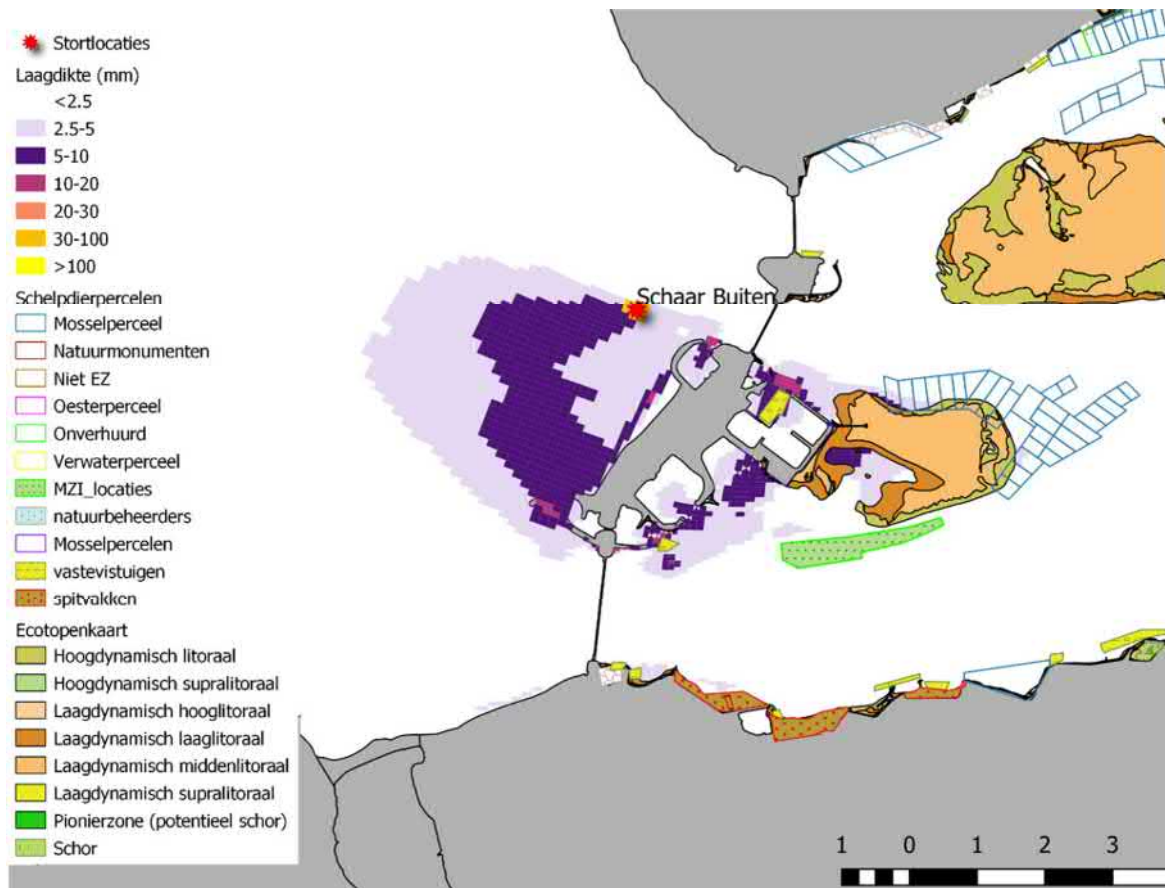 Stortlocaties
Laagdikte (mm)
<2.5
2.5-5
5-10
10-20
20-30
30-100
>100
Schelpdierpercelen
Mosselperceel
Natuurmonumenten
Niet EZ
Oesterperceel
Onverhuurd
Verwaterperceel
MZI_locaties
natuurbeheerders
Mosselpercelen
vastevistuigen
spitvakken
Ecotopenkaart
Hoogdynamisch litoraal
Hoogdynamisch supralitoraal
Laagdynamisch hooglitoraal
Laagdynamisch laaglitoraal
Laagdynamisch middenlitoraal
Laagdynamisch supralitoraal
Pionierzone (potentieel schor)
Schor
Schaar Buiten
1 0 1 2 3